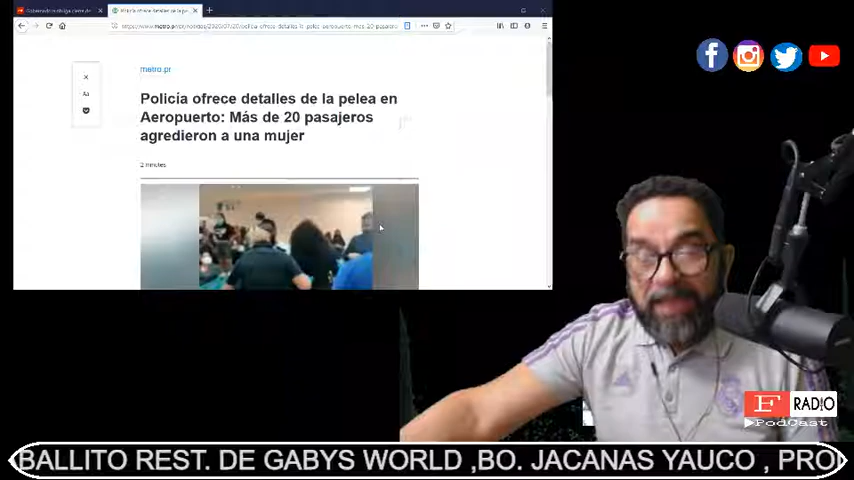 metro.pr
Policía ofrece detalles de la pelea en
Aeropuerto: Más de 20 pasajeros
agredieron a una mujer
2 minutes
Aa
F RADIO
PodCast
BALLITO REST. DE GABYS WORLD ,BO. JACANAS YAUCO , PRO